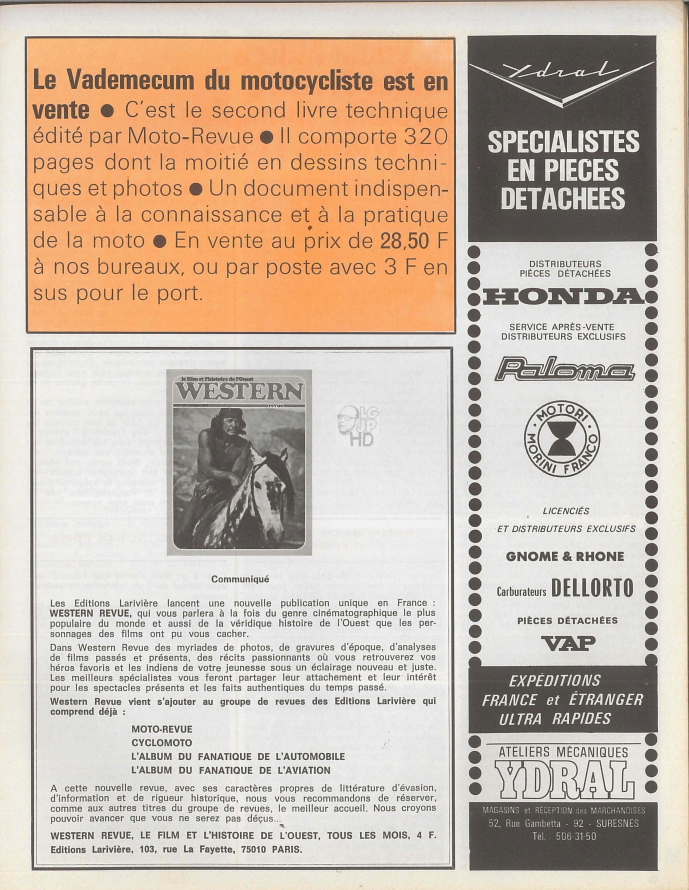 Le Vademecum du motocycliste est en
vente ● C'est le second livre technique
édité par Moto-Revue ● Il comporte 320
pages dont la moitié en dessins techni-
ques et photos ● Un document indispen-
sable à la connaissance et à la pratique
de la moto ● En vente au prix de 28,50 F
à nos bureaux, ou par poste avec 3 F en
sus pour le port.
le film et l'histoire de l'Ouest
WESTERN
LG
JP
HD
Communiqué
Les Editions Larivière lancent une nouvelle publication unique en France :
WESTERN REVUE, qui vous parlera à la fois du genre cinématographique le plus
populaire du monde et aussi de la véridique histoire de l'Ouest que les per-
sonnages des films ont pu vous cacher.
Dans Western Revue des myriades de photos, de gravures d'époque, d'analyses
de films passés et présents, des récits passionnants où vous retrouverez vos
héros favoris et les indiens de votre jeunesse sous un éclairage nouveau et juste.
Les meilleurs spécialistes vous feront partager leur attachement et leur intérêt
pour les spectacles présents et les faits authentiques du temps passé.
Western Revue vient s'ajouter au groupe de revues des Editions Larivière qui
comprend déjà :
MOTO-REVUE
CYCLOMOTO
L'ALBUM DU FANATIQUE DE L'AUTOMOBILE
L'ALBUM DU FANATIQUE DE L'AVIATION
A cette nouvelle revue, avec ses caractères propres de littérature d'évasion,
d'information et de rigueur historique, nous vous recommandons de réserver,
comme aux autres titres du groupe de revues, le meilleur accueil. Nous croyons
pouvoir avancer que vous ne serez pas déçus...
WESTERN REVUE, LE FILM ET L'HISTOIRE DE L'OUEST, TOUS LES MOIS, 4 F.
Editions Larivière, 103, rue La Fayette, 75010 PARIS.
Ydral
SPECIALISTES
EN PIECES
DETACHEES
DISTRIBUTEURS
PIÈCES DÉTACHÉES
HONDA
SERVICE APRÈS-VENTE
DISTRIBUTEURS EXCLUSIFS
Paloma
MOTORI
MORINI FRANCO
LICENCIÉS
ET DISTRIBUTEURS EXCLUSIFS
GNOME & RHONE
Carburateurs DELLORTO
PIÈCES DÉTACHÉES
VAP
EXPÉDITIONS
FRANCE et ÉTRANGER
ULTRA RAPIDES
ATELIERS MÉCANIQUES
YDRAL
MAGASINS et RÉCEPTION des MARCHANDISES
52, Rue Gambetta - 92 - SURESNES
Tél. 506-31-50